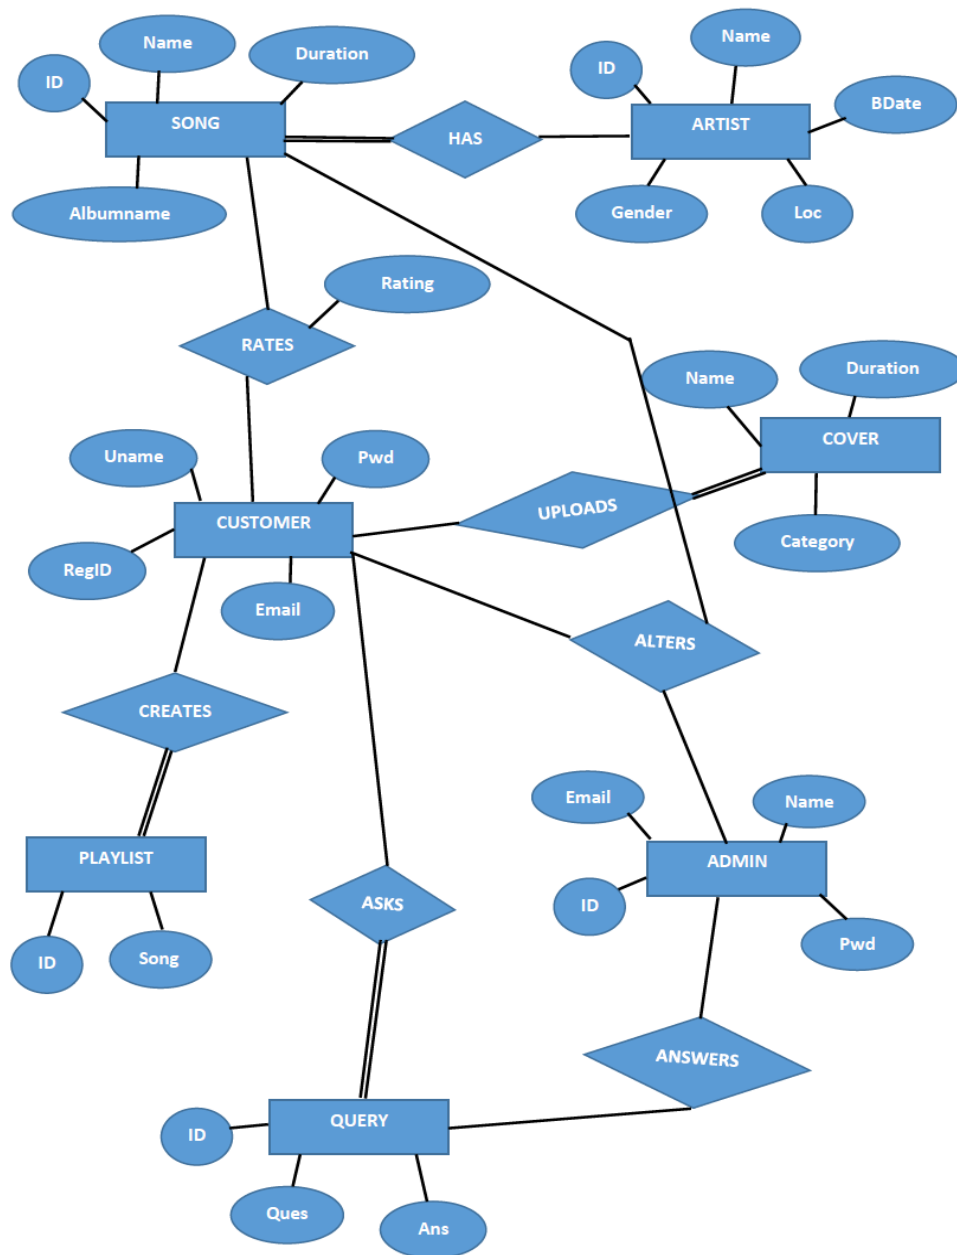 Name
Duration
ID
SONG
Albumname
HAS
Name
ID
BDate
ARTIST
Gender
Loc
Rating
RATES
Name
Duration
COVER
Category
Uname
Pwd
CUSTOMER
RegID
Email
UPLOADS
ALTERS
CREATES
PLAYLIST
ID
Song
ASKS
Email
Name
ADMIN
ID
Pwd
ANSWERS
QUERY
ID
Ques
Ans